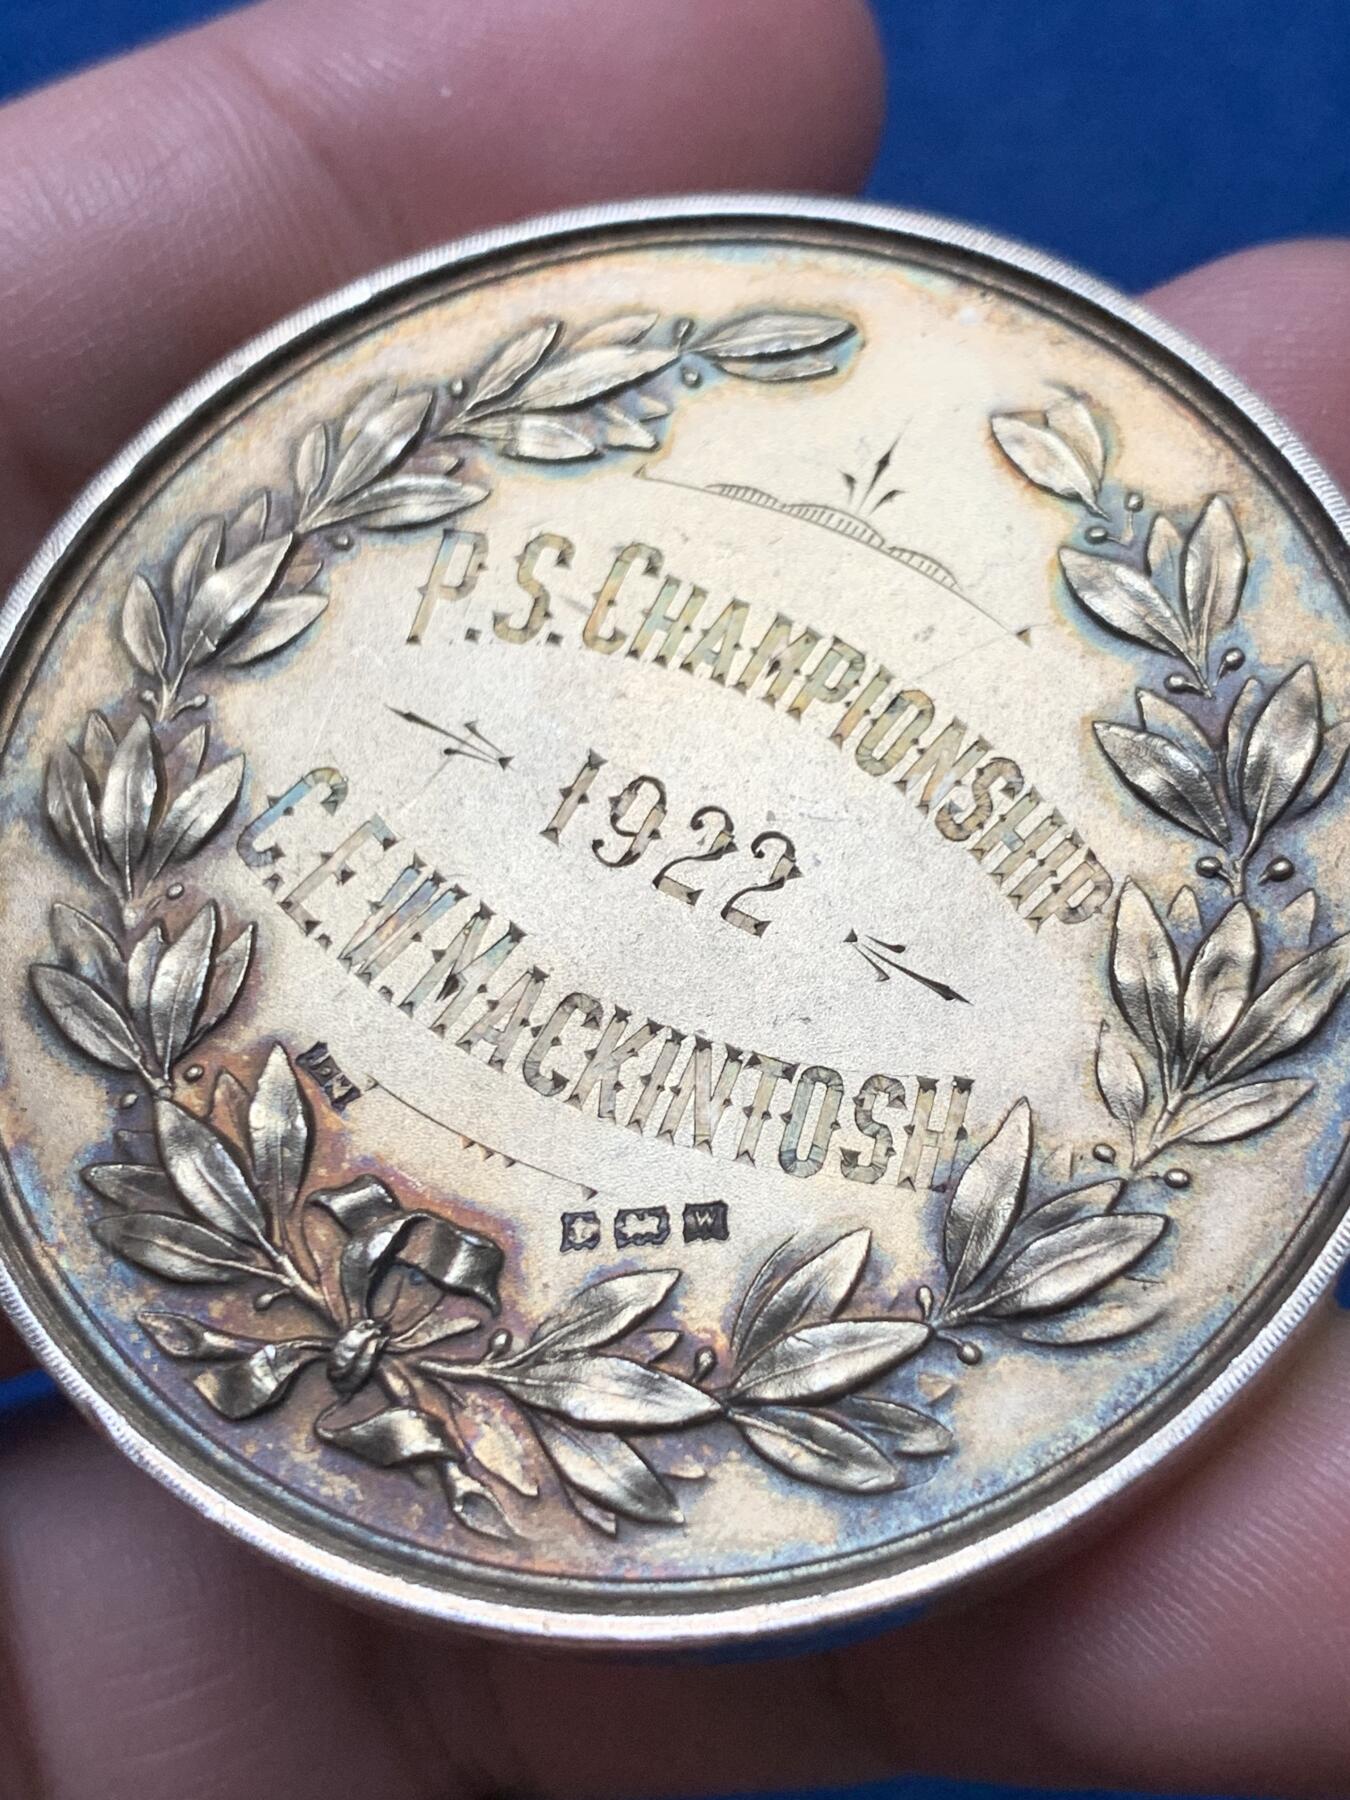 P.S. CHAMPIONSHIP
1922
C.E.W. MACKINTOSH
W